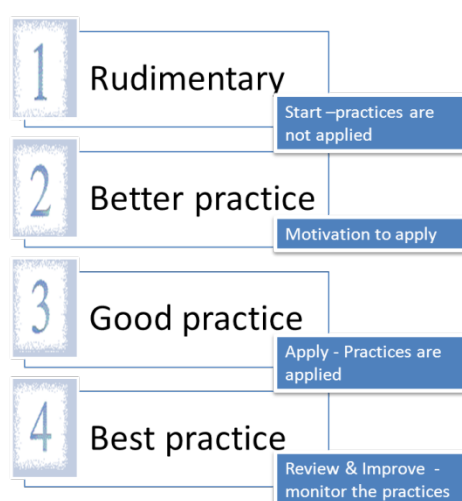 1
Rudimentary
Start –practices are
not applied
2
Better practice
Motivation to apply
3
Good practice
Apply - Practices are
applied
4
Best practice
Review & Improve -
monitor the practices